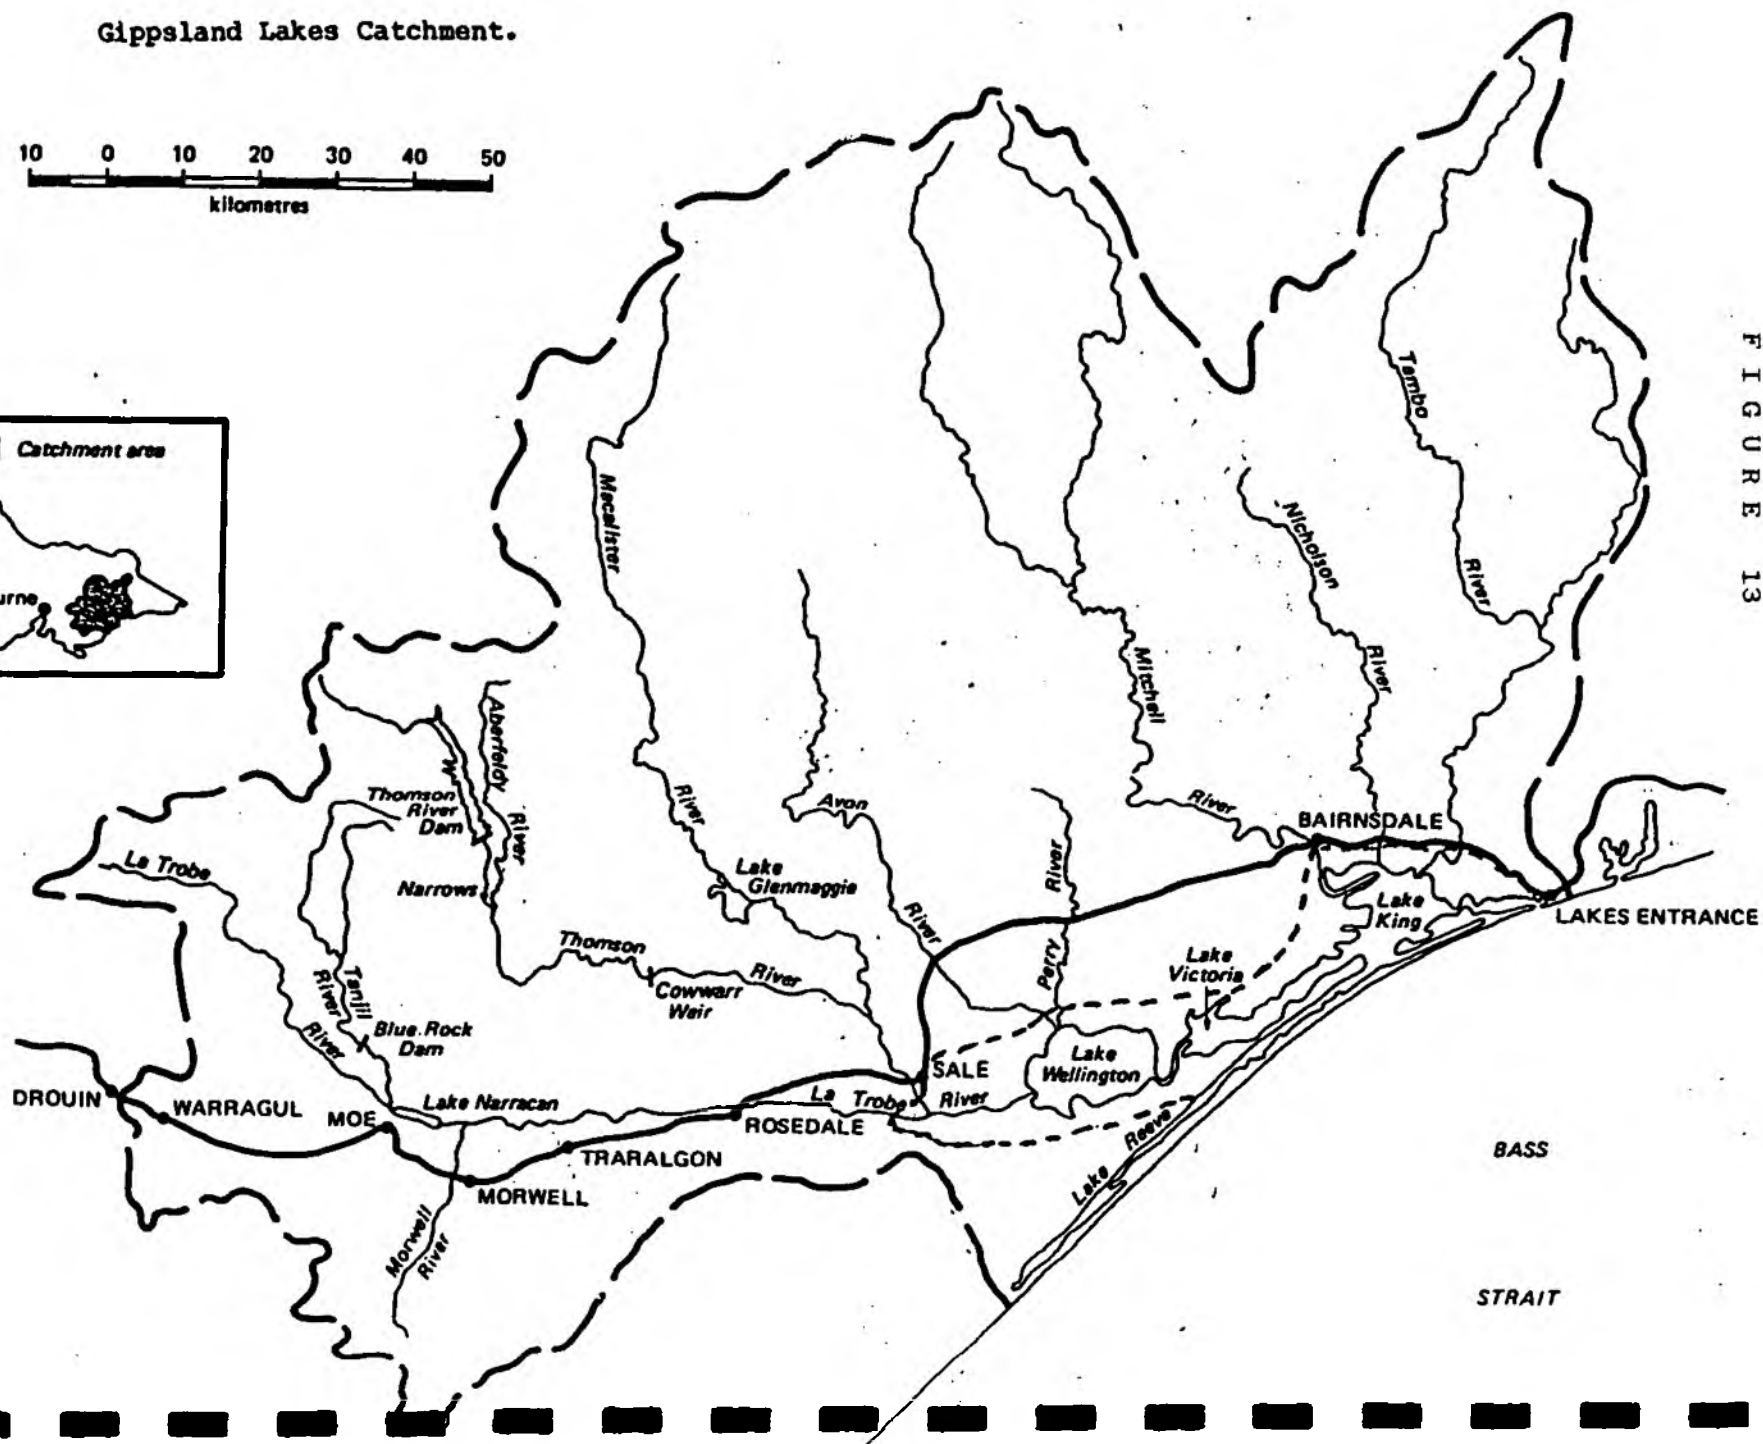 Gippsland Lakes Catchment.
10 0 10 20 30 40 50
kilometres
FIGURE 13
Catchment area
urne
Macalister
River
Tambo
River
Nicholson
River
Mitchell
River
Aberfeldy
River
Thomson
River
Dam
Narrows
La Trobe
River
Tanjil
River
Blue Rock
Dam
Thomson
River
Cowwarr
Weir
Lake
Glenmaggie
Avon
River
Perry
River
BAIRNSDALE
Lake
King
LAKES ENTRANCE
Lake
Victoria
Lake
Wellington
SALE
La Trobe
River
DROUIN
WARRAGUL
MOE
Lake Narracan
ROSEDALE
TRARALGON
MORWELL
Morwell
River
Lake Reeve
BASS
STRAIT